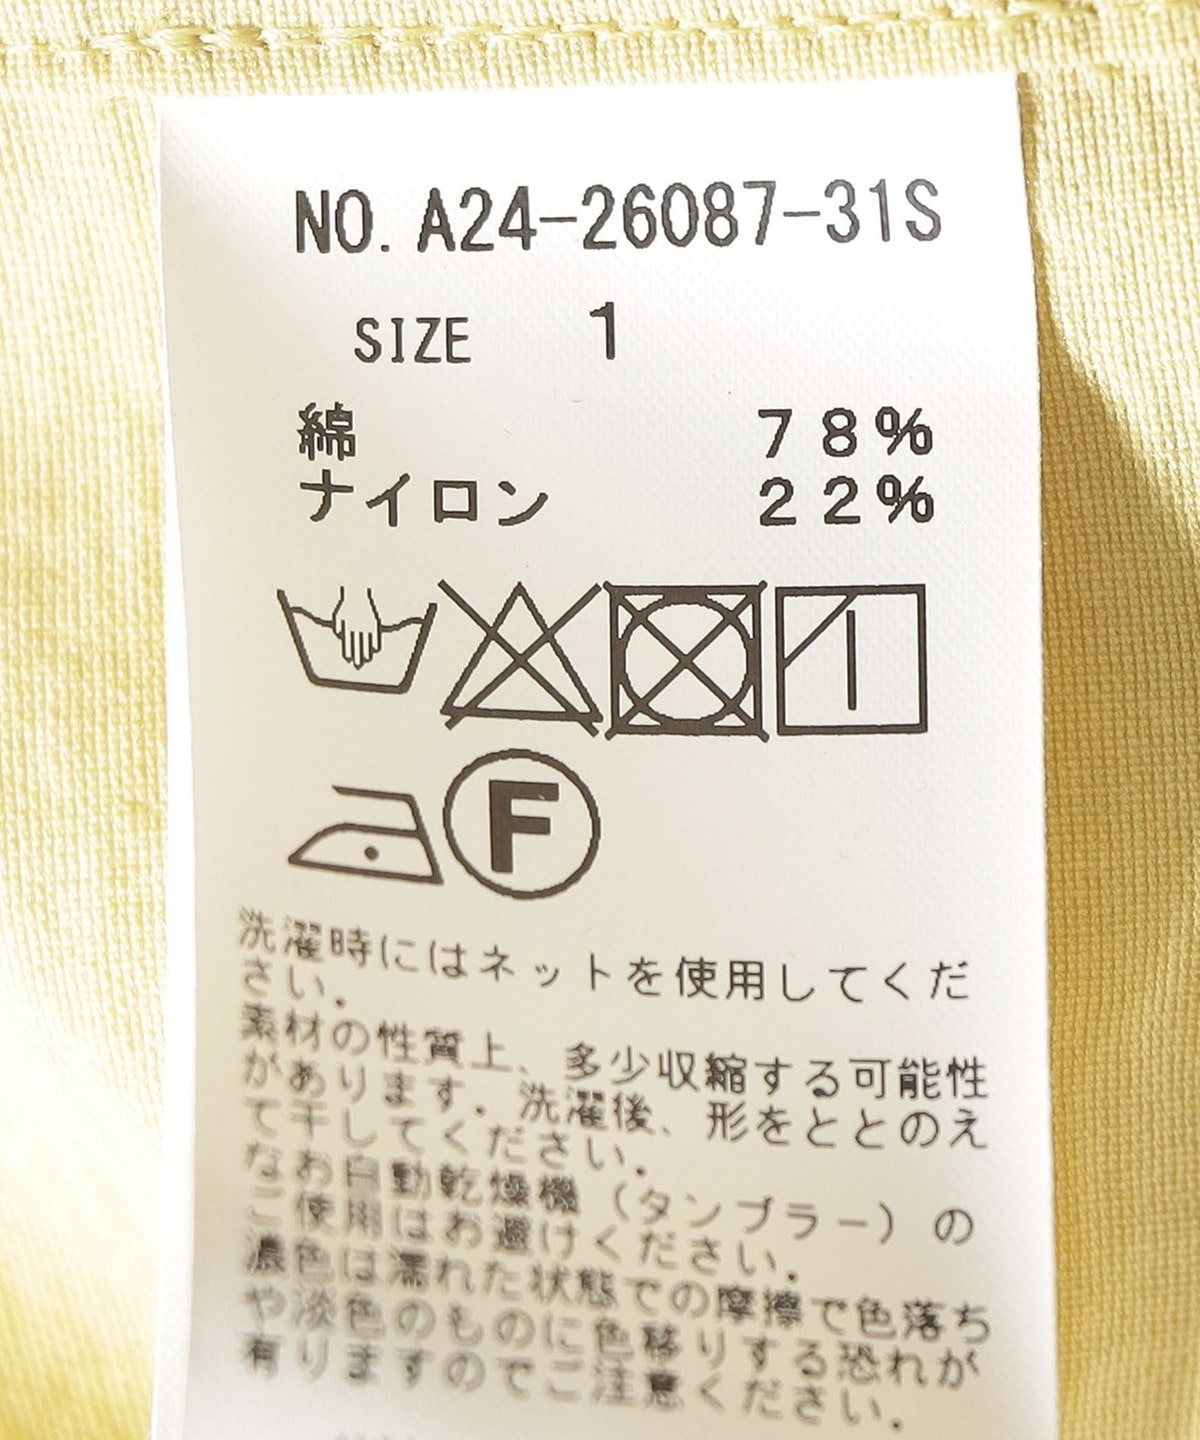 NO. A24-26087-31S
SIZE 1
綿 78%
ナイロン 22%
F
洗濯時にはネットを使用してくだ
さい．
素材の性質上、多少収縮する可能性
があります．洗濯後、形をととのえ
て干してください．
なお自動乾燥機（タンブラー）の
ご使用はお避けください．
濃色は濡れた状態での摩擦で色落ち
や淡色のものに色移りする恐れが
有りますのでご注意ください．